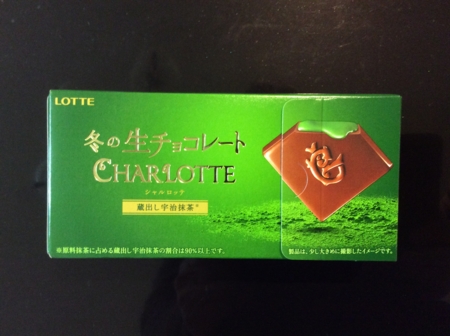 LOTTE
冬の生チョコレート
CHARLOTTE
シャルロッテ
蔵出し宇治抹茶※
※原料抹茶に占める蔵出し宇治抹茶の割合は90%以上です。
製品は、少し大きめに撮影したイメージです。